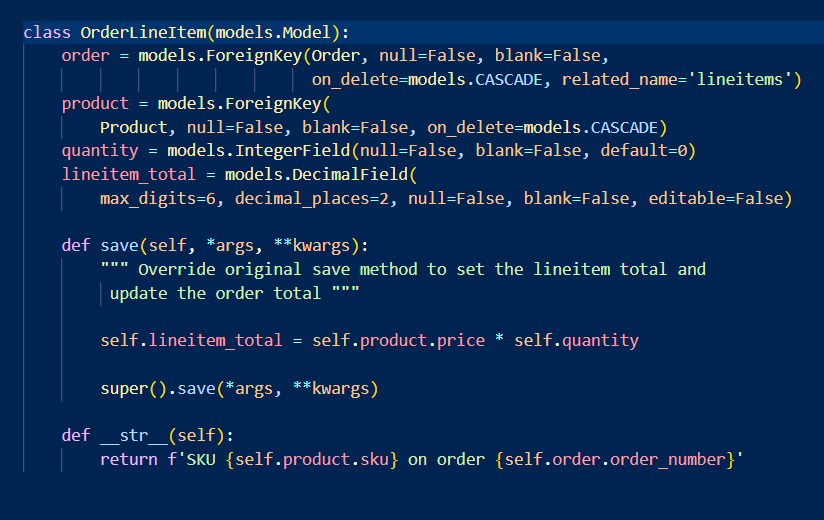 class OrderLineItem(models.Model):
    order = models.ForeignKey(Order, null=False, blank=False,
                              on_delete=models.CASCADE, related_name='lineitems')
    product = models.ForeignKey(
        Product, null=False, blank=False, on_delete=models.CASCADE)
    quantity = models.IntegerField(null=False, blank=False, default=0)
    lineitem_total = models.DecimalField(
        max_digits=6, decimal_places=2, null=False, blank=False, editable=False)

    def save(self, *args, **kwargs):
        """ Override original save method to set the lineitem total and
         update the order total """

        self.lineitem_total = self.product.price * self.quantity

        super().save(*args, **kwargs)

    def __str__(self):
        return f'SKU {self.product.sku} on order {self.order.order_number}'